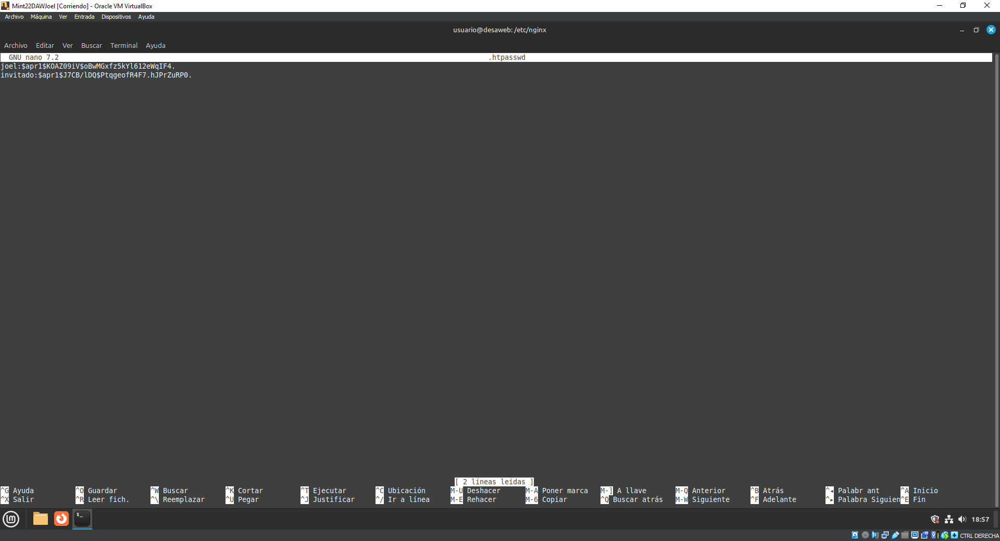 Mint22DAWJoel [Corriendo] - Oracle VM VirtualBox
Archivo Máquina Ver Entrada Dispositivos Ayuda
usuario@desaweb: /etc/nginx
Archivo Editar Ver Buscar Terminal Ayuda
GNU nano 7.2 .htpasswd
joel:$apr1$KOAZ09iV$oBwMGxfz5kYl612eWqIF4.
invitado:$apr1$J7CB/lDQ$PtqgeofR4F7.hJPrZuRP0.
[ 2 líneas leídas ]
^G Ayuda ^O Guardar ^W Buscar ^K Cortar ^T Ejecutar ^C Ubicación M-U Deshacer M-A Poner marca M-] A llave M-Q Anterior ^B Atrás ^◂ Palabr ant ^A Inicio
^X Salir ^R Leer fich. ^\ Reemplazar ^U Pegar ^J Justificar ^/ Ir a línea M-E Rehacer M-6 Copiar ^Q Buscar atrás M-W Siguiente ^F Adelante ^▸ Palabra Siguien ^E Fin
18:57
CTRL DERECHA